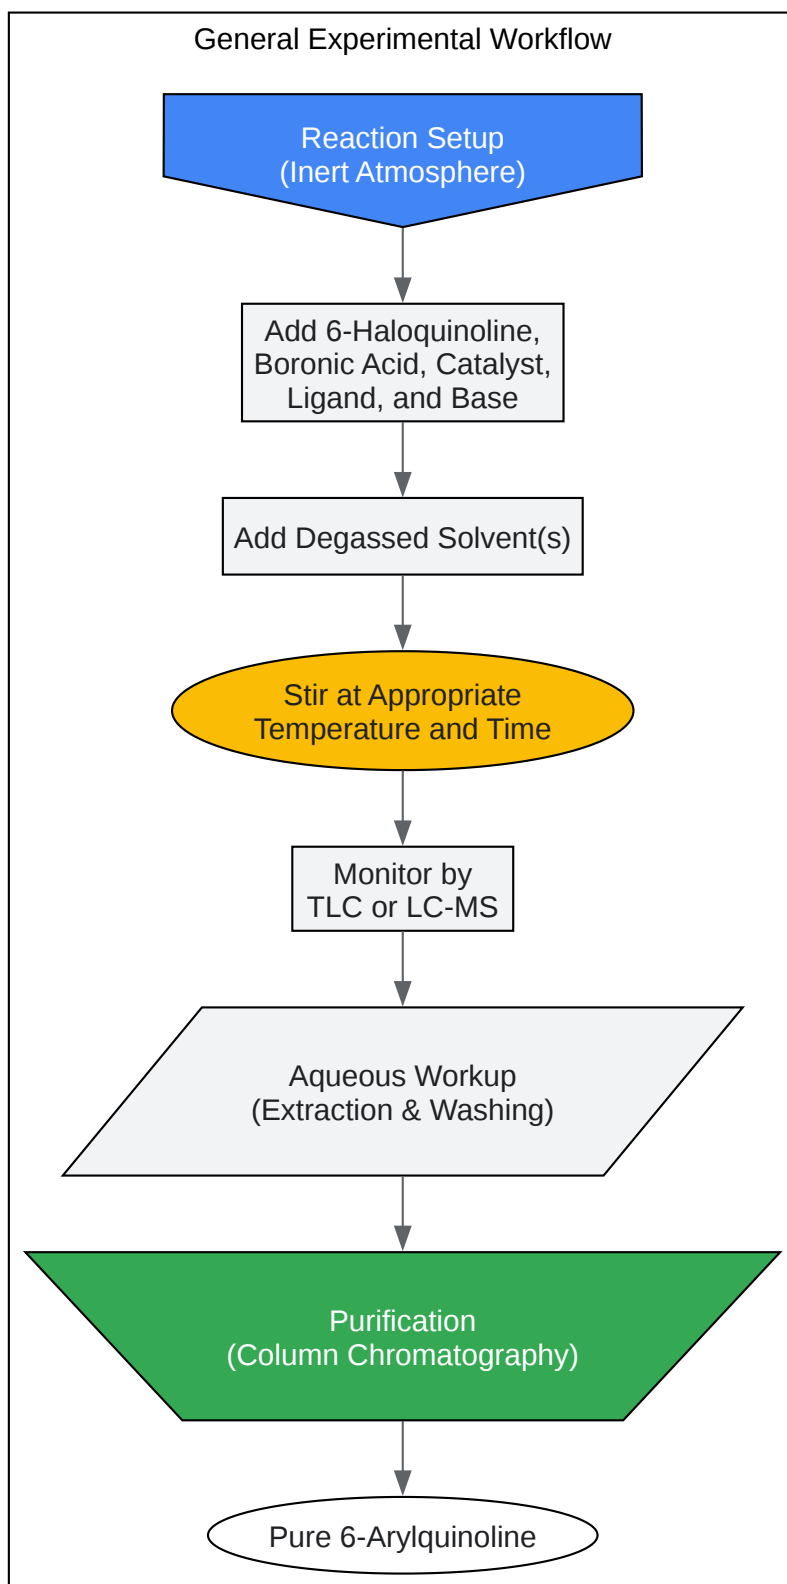 General Experimental Workflow
Reaction Setup
(Inert Atmosphere)
Add 6-Haloquinoline,
Boronic Acid, Catalyst,
Ligand, and Base
Add Degassed Solvent(s)
Stir at Appropriate
Temperature and Time
Monitor by
TLC or LC-MS
Aqueous Workup
(Extraction & Washing)
Purification
(Column Chromatography)
Pure 6-Arylquinoline